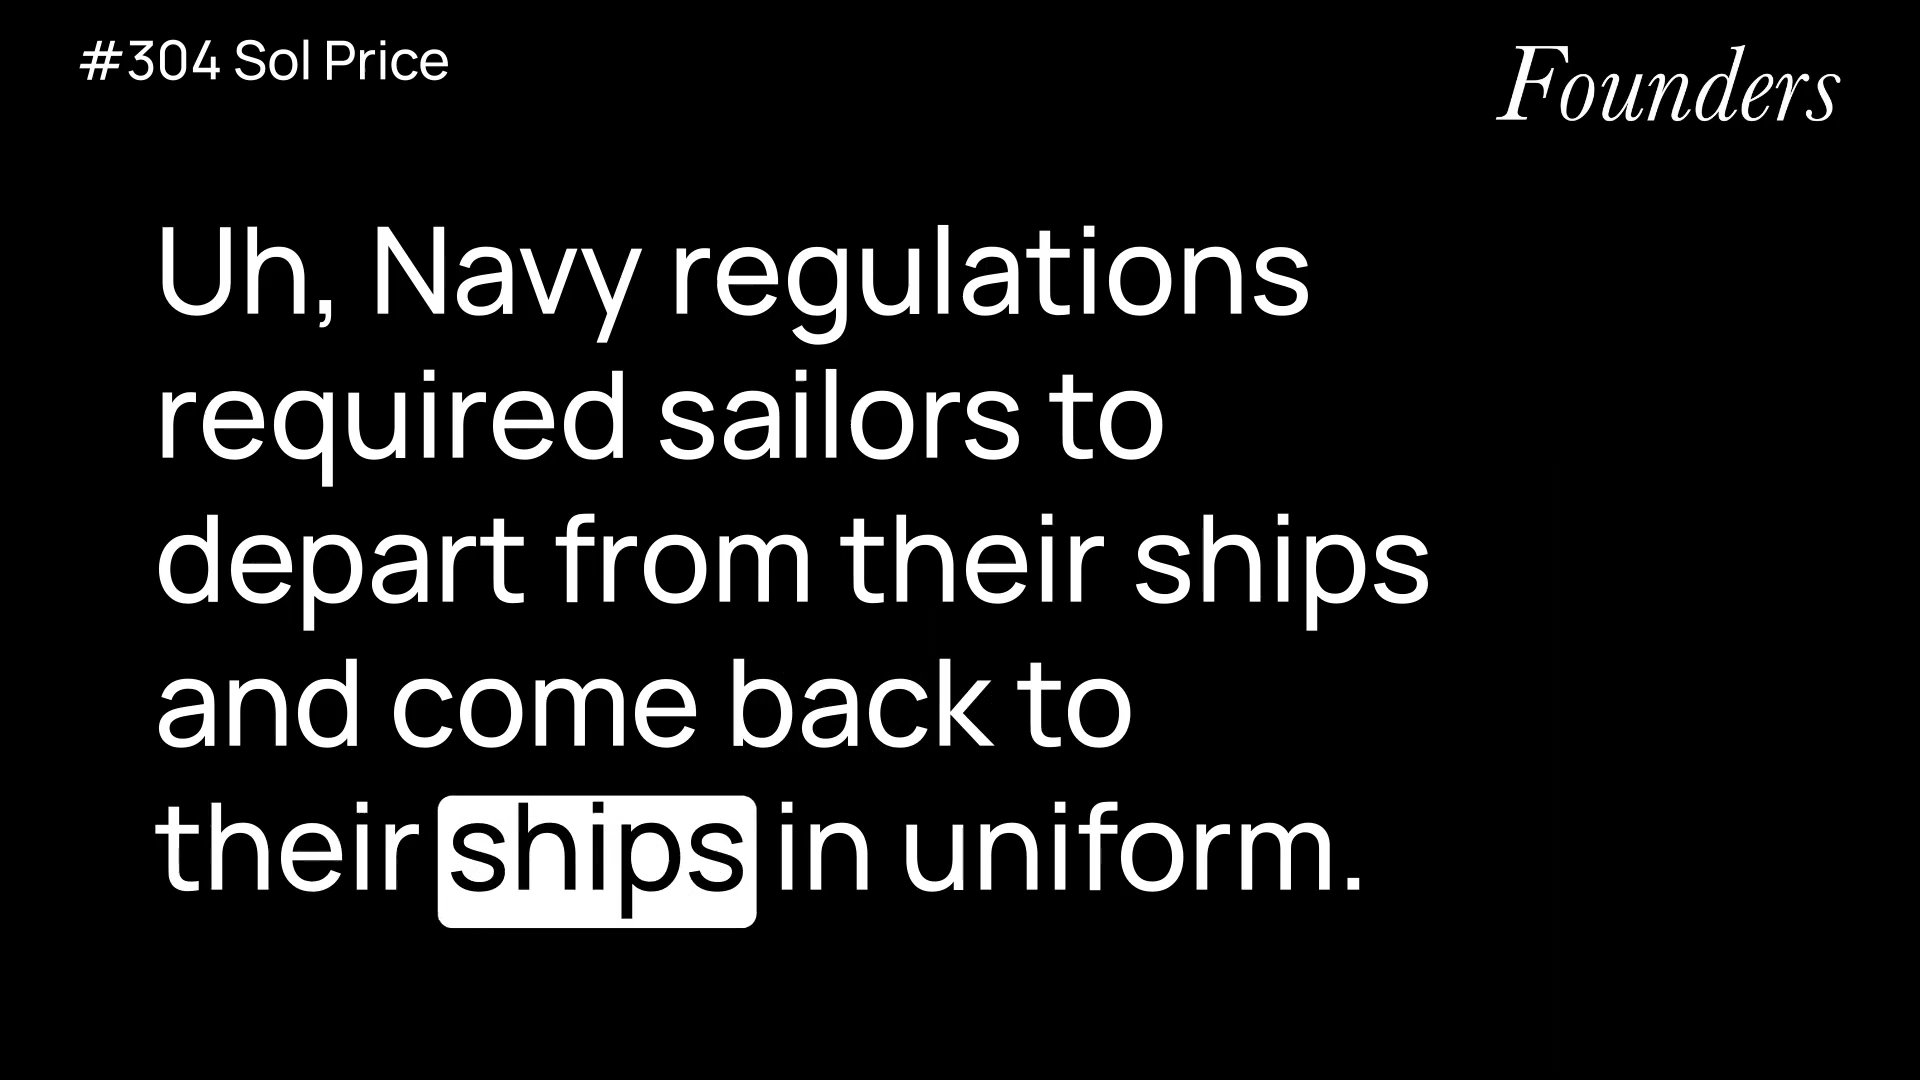 #304 Sol Price
Founders
Uh, Navy regulations
required sailors to
depart from their ships
and come back to
their ships in uniform.